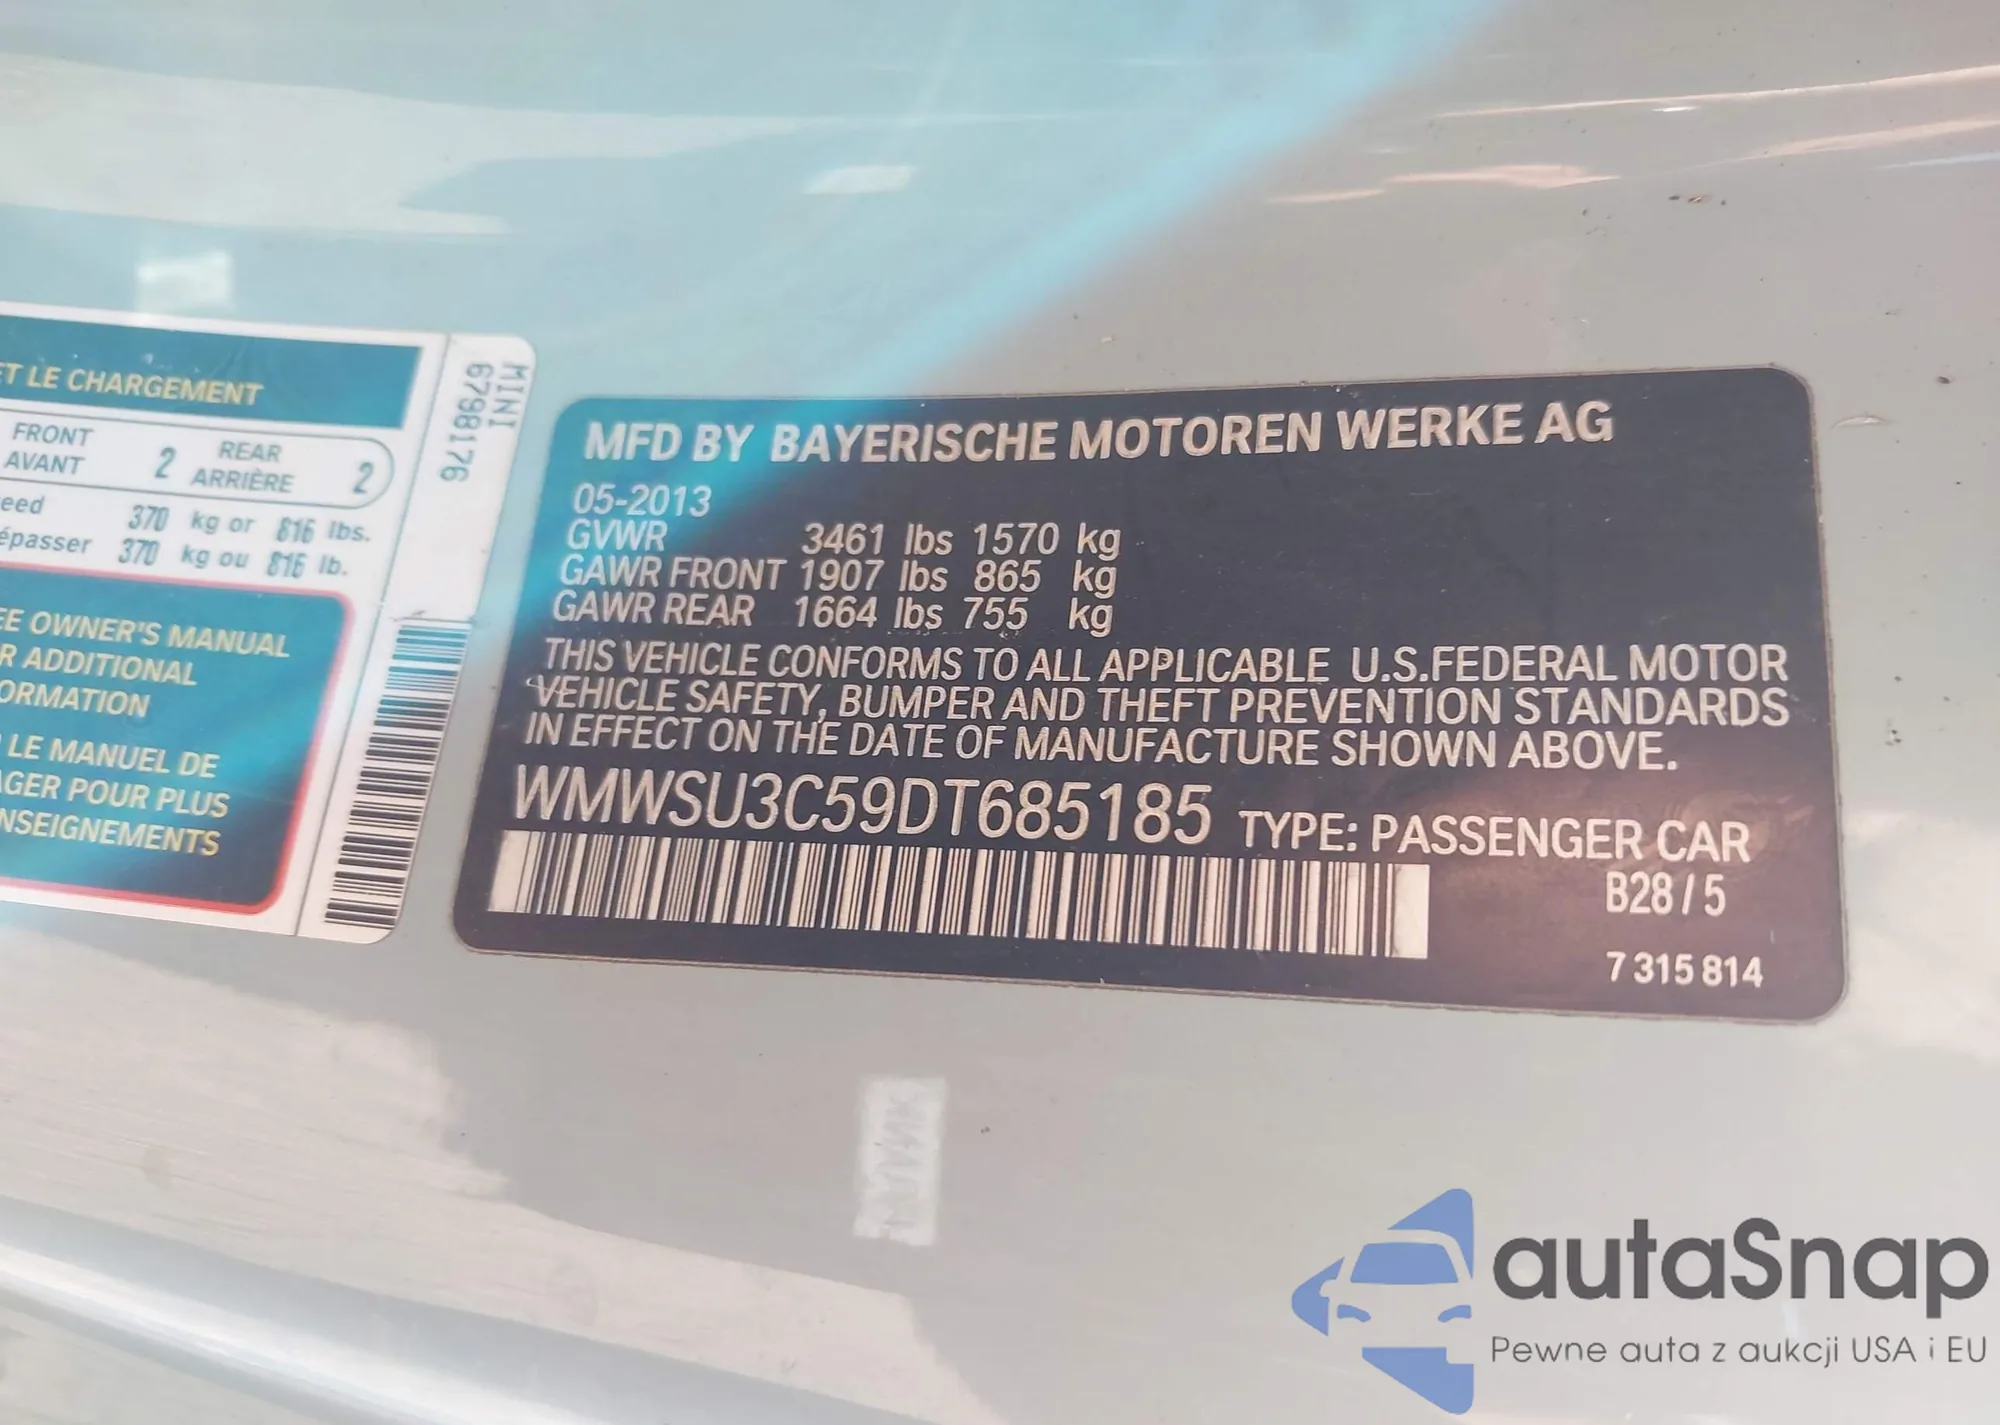 ET LE CHARGEMENT
FRONT
AVANT 2 REAR
ARRIÈRE 2
eed 370 kg or 816 lbs.
épasser 370 kg ou 816 lb.
EE OWNER'S MANUAL
R ADDITIONAL
ORMATION
LE MANUEL DE
AGER POUR PLUS
NSEIGNEMENTS
MINI
6798176
MFD BY BAYERISCHE MOTOREN WERKE AG
05-2013
GVWR 3461 lbs 1570 kg
GAWR FRONT 1907 lbs 865 kg
GAWR REAR 1664 lbs 755 kg
THIS VEHICLE CONFORMS TO ALL APPLICABLE U.S.FEDERAL MOTOR
VEHICLE SAFETY, BUMPER AND THEFT PREVENTION STANDARDS
IN EFFECT ON THE DATE OF MANUFACTURE SHOWN ABOVE.
WMWSU3C59DT685185 TYPE: PASSENGER CAR
B28 / 5
7 315 814
autaSnap
Pewne auta z aukcji USA i EU